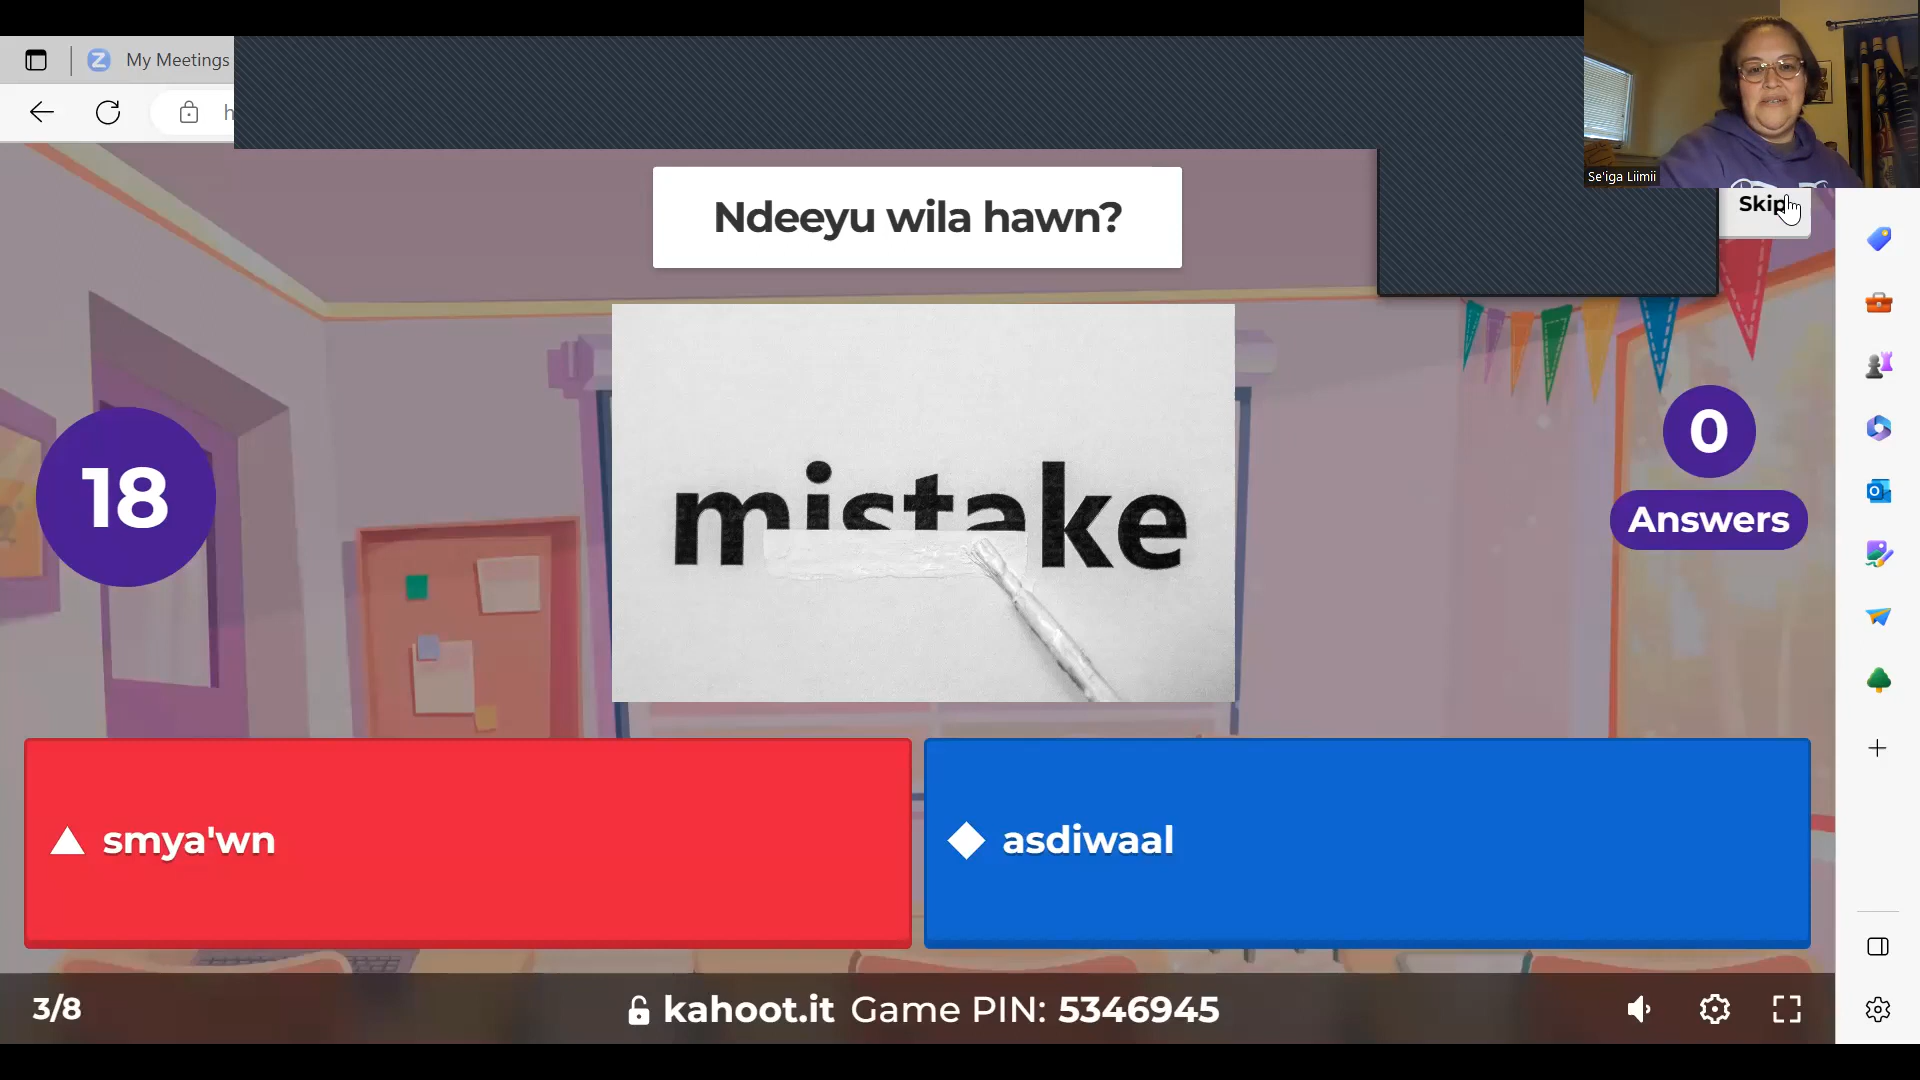 My Meetings
h
Se'iga Liimii
Ndeeyu wila hawn?
Skip
18
mistake
0
Answers
smya'wn
asdiwaal
3/8
kahoot.it Game PIN: 5346945